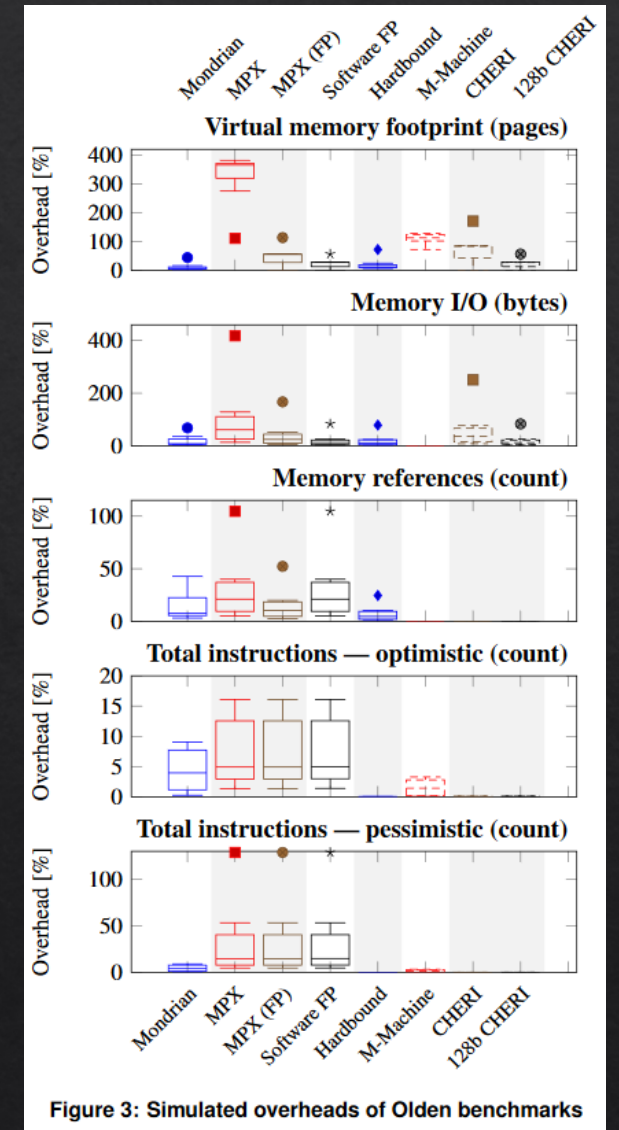 Mondrian
MPX
MPX (FP)
Software FP
Hardbound
M-Machine
CHERI
128b CHERI
Virtual memory footprint (pages)
Overhead [%]
400
300
200
100
0
Memory I/O (bytes)
Overhead [%]
400
200
0
Memory references (count)
Overhead [%]
100
50
0
Total instructions — optimistic (count)
Overhead [%]
20
15
10
5
0
Total instructions — pessimistic (count)
Overhead [%]
100
50
0
Mondrian
MPX
MPX (FP)
Software FP
Hardbound
M-Machine
CHERI
128b CHERI
Figure 3: Simulated overheads of Olden benchmarks